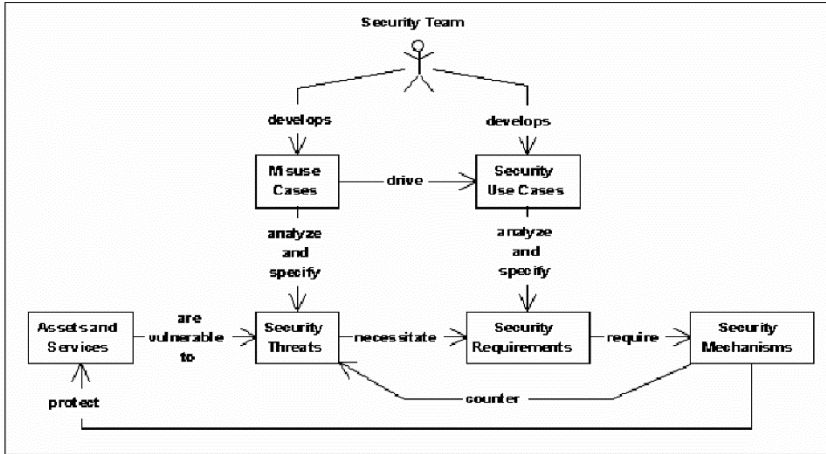 Security Team
develops
develops
Misuse
Cases
drive
Security
Use Cases
analyze
and
specify
analyze
and
specify
Assets and
Services
are
vulnerable
to
Security
Threats
necessitate
Security
Requirements
require
Security
Mechanisms
protect
counter